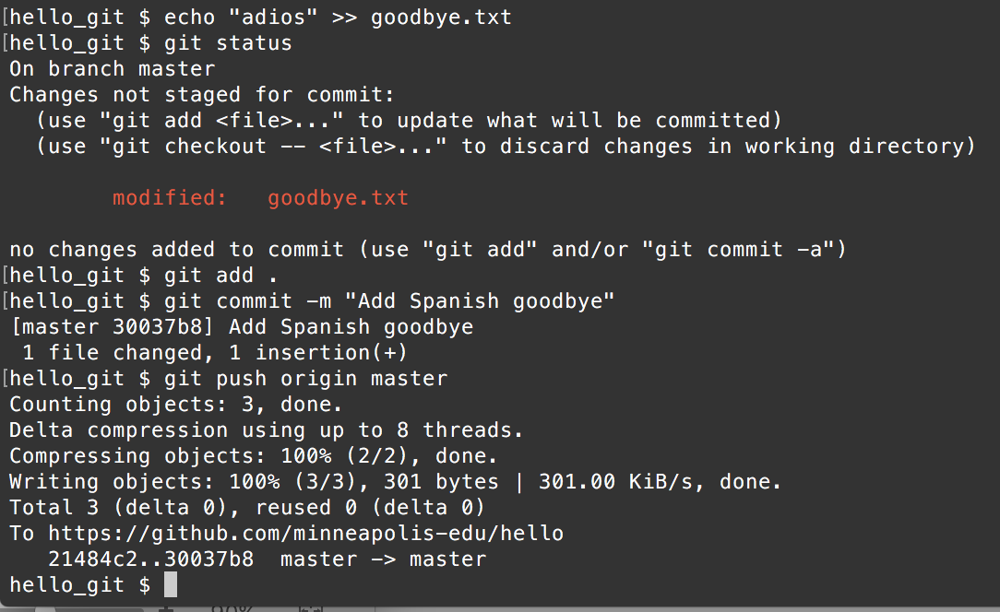 [hello_git $ echo "adios" >> goodbye.txt
[hello_git $ git status
On branch master
Changes not staged for commit:
  (use "git add <file>..." to update what will be committed)
  (use "git checkout -- <file>..." to discard changes in working directory)

        modified:   goodbye.txt

no changes added to commit (use "git add" and/or "git commit -a")
[hello_git $ git add .
[hello_git $ git commit -m "Add Spanish goodbye"
[master 30037b8] Add Spanish goodbye
 1 file changed, 1 insertion(+)
[hello_git $ git push origin master
Counting objects: 3, done.
Delta compression using up to 8 threads.
Compressing objects: 100% (2/2), done.
Writing objects: 100% (3/3), 301 bytes | 301.00 KiB/s, done.
Total 3 (delta 0), reused 0 (delta 0)
To https://github.com/minneapolis-edu/hello
   21484c2..30037b8  master -> master
hello_git $